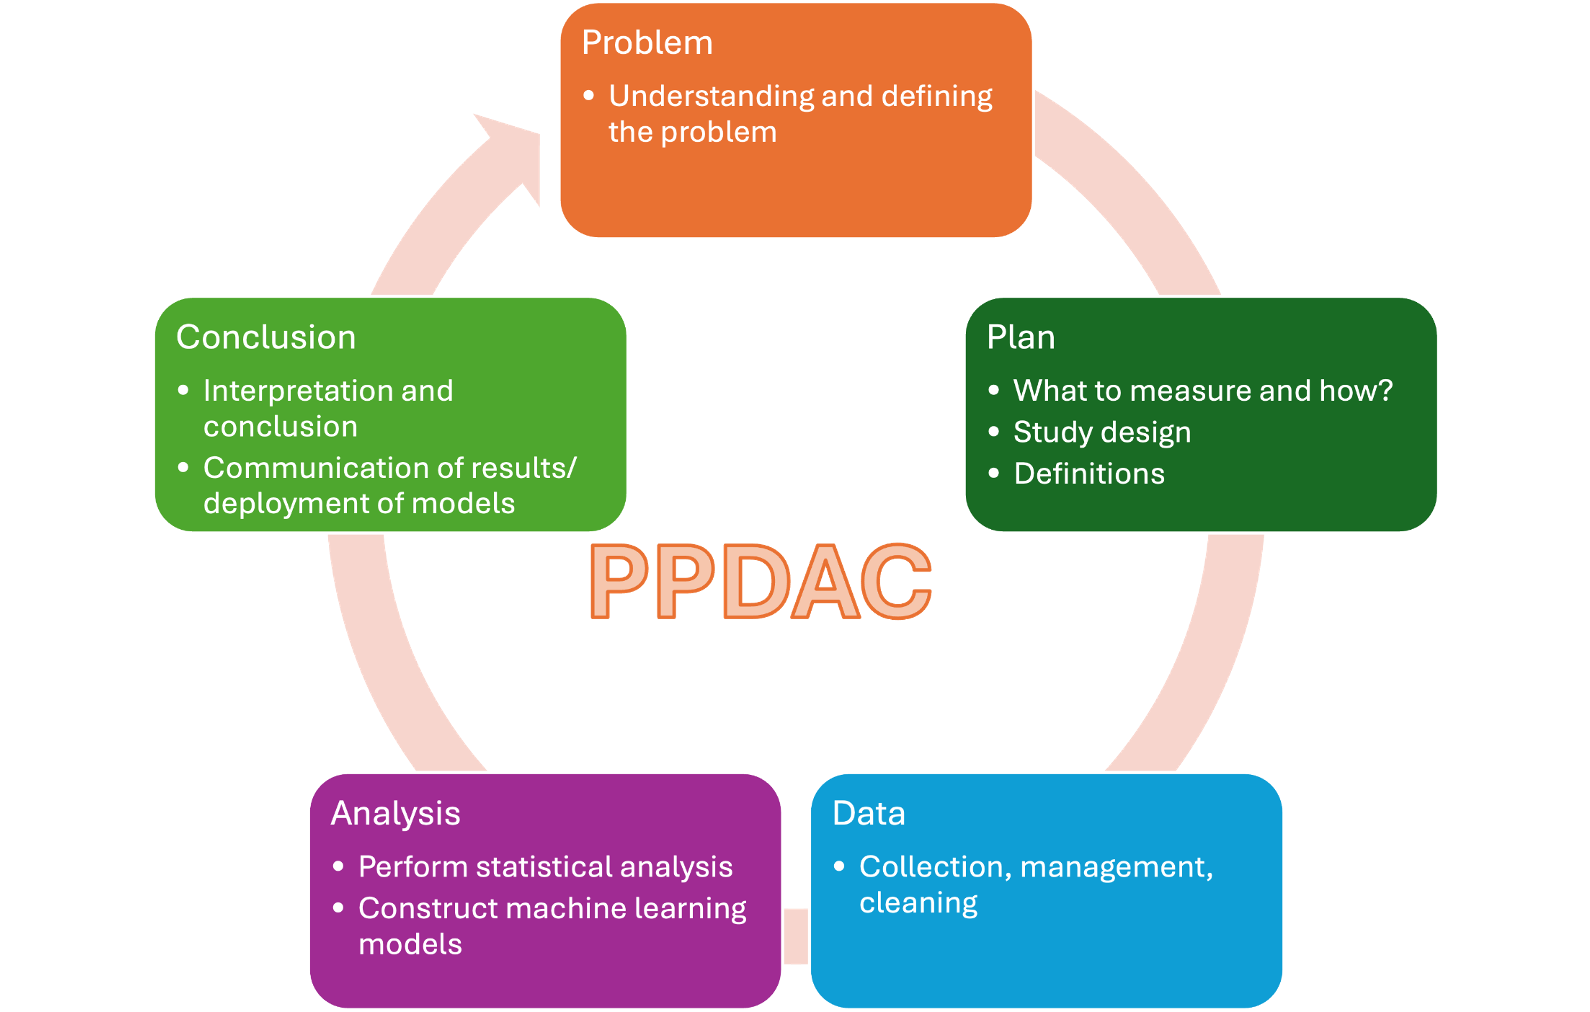 Problem
• Understanding and defining
the problem
Plan
• What to measure and how?
• Study design
• Definitions
Data
• Collection, management,
cleaning
Analysis
• Perform statistical analysis
• Construct machine learning
models
Conclusion
• Interpretation and
conclusion
• Communication of results/
deployment of models
PPDAC